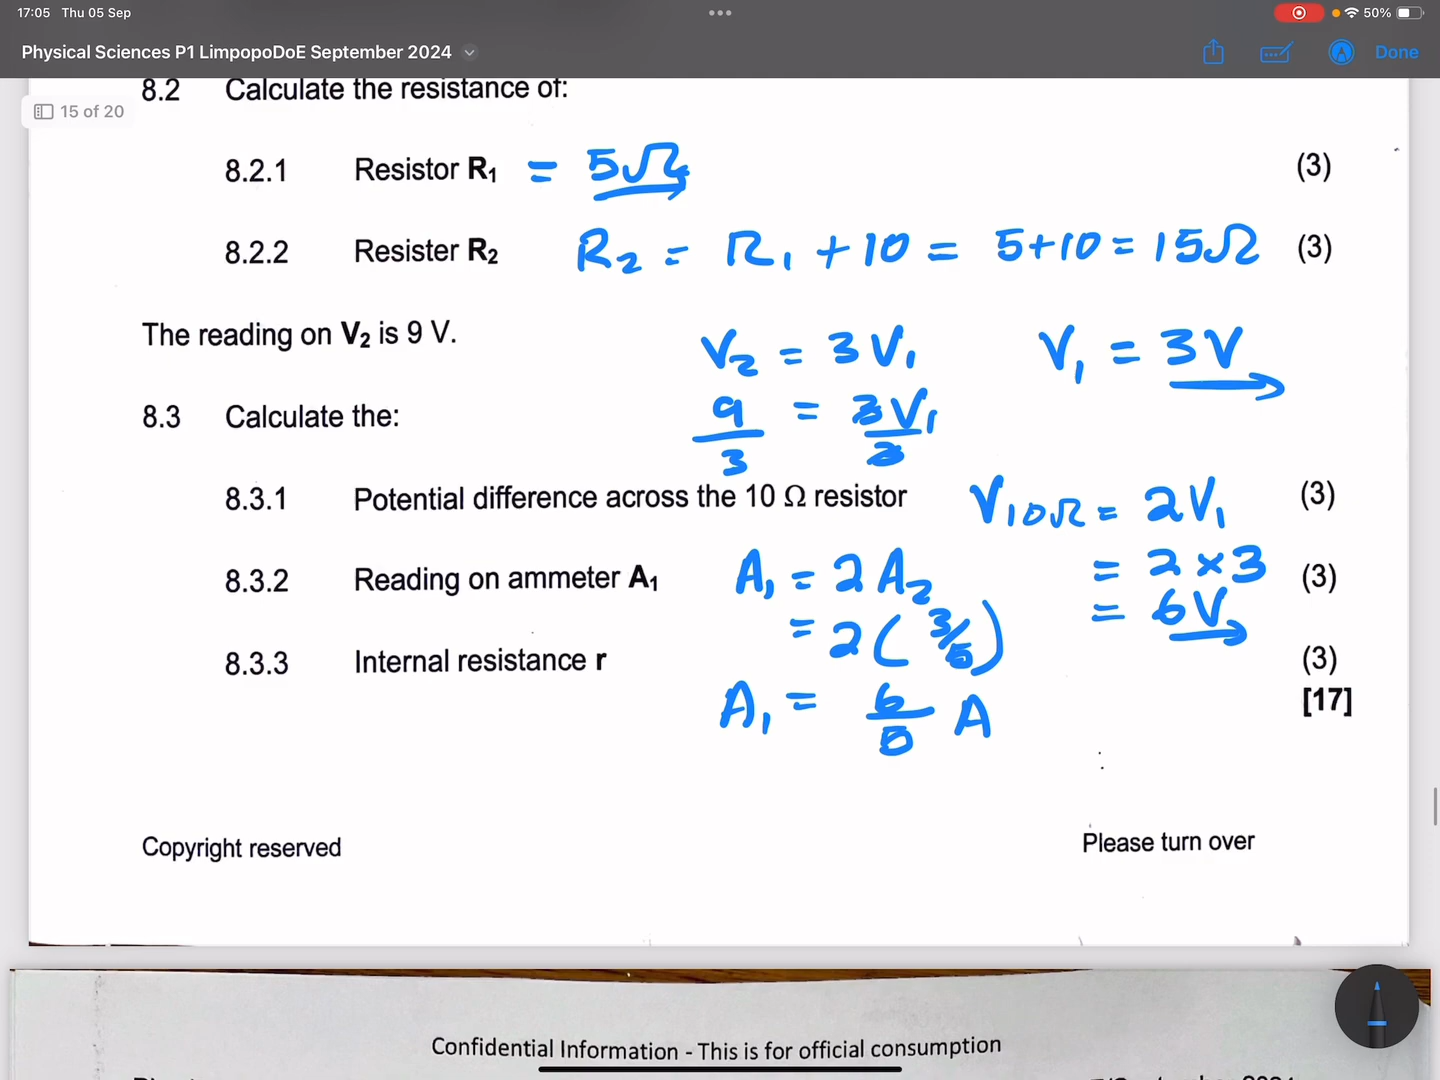 17:05 Thu 05 Sep
50%
Physical Sciences P1 LimpopoDoE September 2024
Done
15 of 20
8.2 Calculate the resistance of:
8.2.1 Resistor R₁ = 5Ω (3)
8.2.2 Resister R₂ R₂ = R₁ + 10 = 5+10 = 15Ω (3)
The reading on V₂ is 9 V.
V₂ = 3V₁ V₁ = 3V
8.3 Calculate the:
9/3 = 3V₁/3
8.3.1 Potential difference across the 10 Ω resistor V10Ω = 2V₁ (3)
= 2 × 3
= 6V
8.3.2 Reading on ammeter A₁ A₁ = 2A₂ (3)
= 2(3/5)
8.3.3 Internal resistance r (3)
A₁ = 6/5 A
[17]
Copyright reserved Please turn over
Confidential Information - This is for official consumption